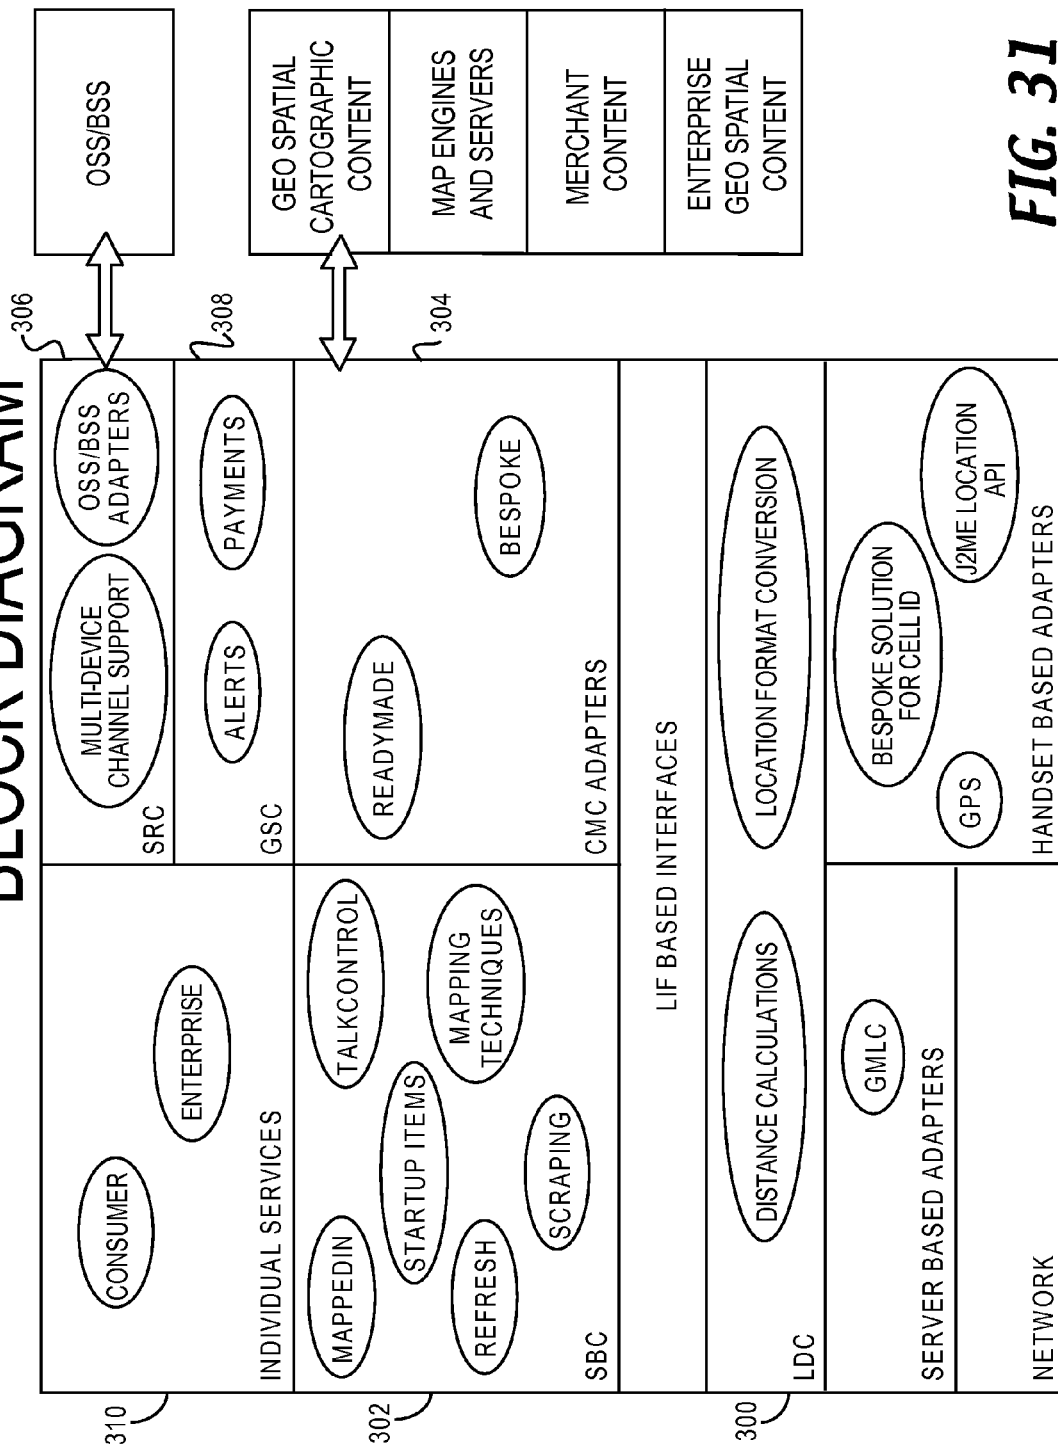 BLOCK DIAGRAM
310
CONSUMER
ENTERPRISE
INDIVIDUAL SERVICES
306
MULTI-DEVICE
CHANNEL SUPPORT
OSS/BSS
ADAPTERS
SRC
OSS/BSS
308
ALERTS
PAYMENTS
GSC
302
MAPPEDIN
TALKCONTROL
STARTUP ITEMS
REFRESH
MAPPING
TECHNIQUES
SCRAPING
SBC
304
READYMADE
BESPOKE
CMC ADAPTERS
GEO SPATIAL
CARTOGRAPHIC
CONTENT
MAP ENGINES
AND SERVERS
MERCHANT
CONTENT
ENTERPRISE
GEO SPATIAL
CONTENT
LIF BASED INTERFACES
300
DISTANCE CALCULATIONS
LOCATION FORMAT CONVERSION
LDC
GMLC
SERVER BASED ADAPTERS
NETWORK
BESPOKE SOLUTION
FOR CELL ID
GPS
J2ME LOCATION
API
HANDSET BASED ADAPTERS
FIG. 31